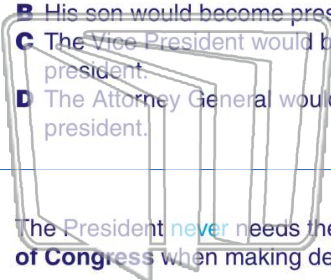 B His son would become pres
C The Vice President would b
president.
D The Attorney General would
president.
The President never needs the
of Congress when making de